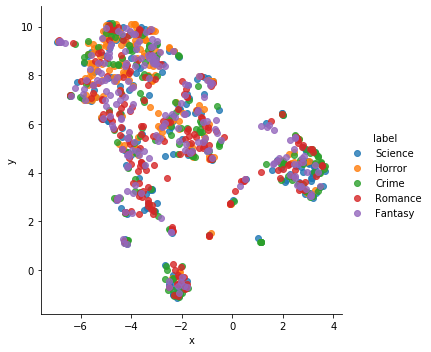 10
8
6
4
2
0
y
−6
−4
−2
0
2
4
x
label
Science
Horror
Crime
Romance
Fantasy